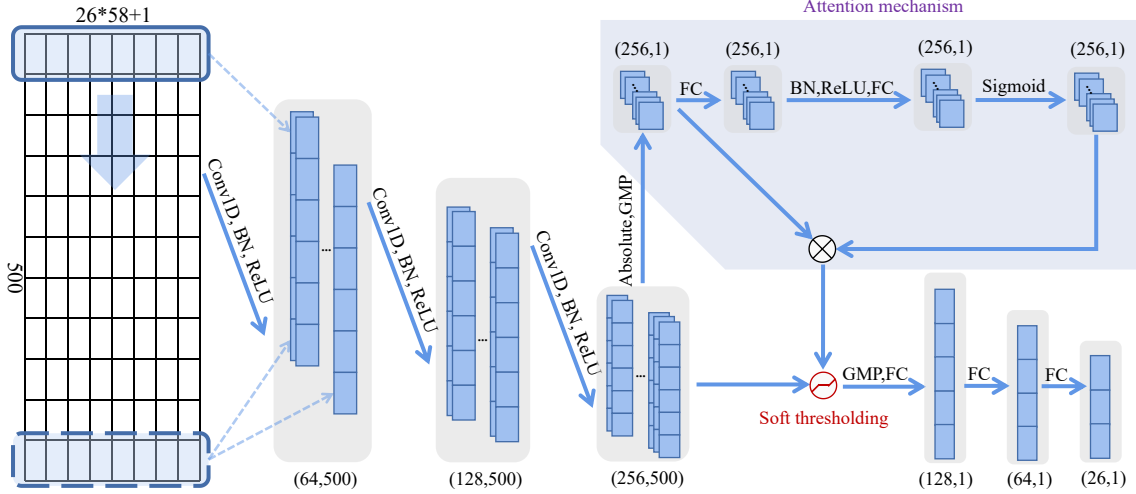 26*58+1
Attention mechanism
(256,1)
(256,1)
(256,1)
(256,1)
FC
BN,ReLU,FC
Sigmoid
Conv1D, BN, ReLU
Conv1D, BN, ReLU
Conv1D, BN, ReLU
Absolute,GMP
500
...
...
...
GMP,FC
FC
FC
Soft thresholding
(64,500)
(128,500)
(256,500)
(128,1)
(64,1)
(26,1)